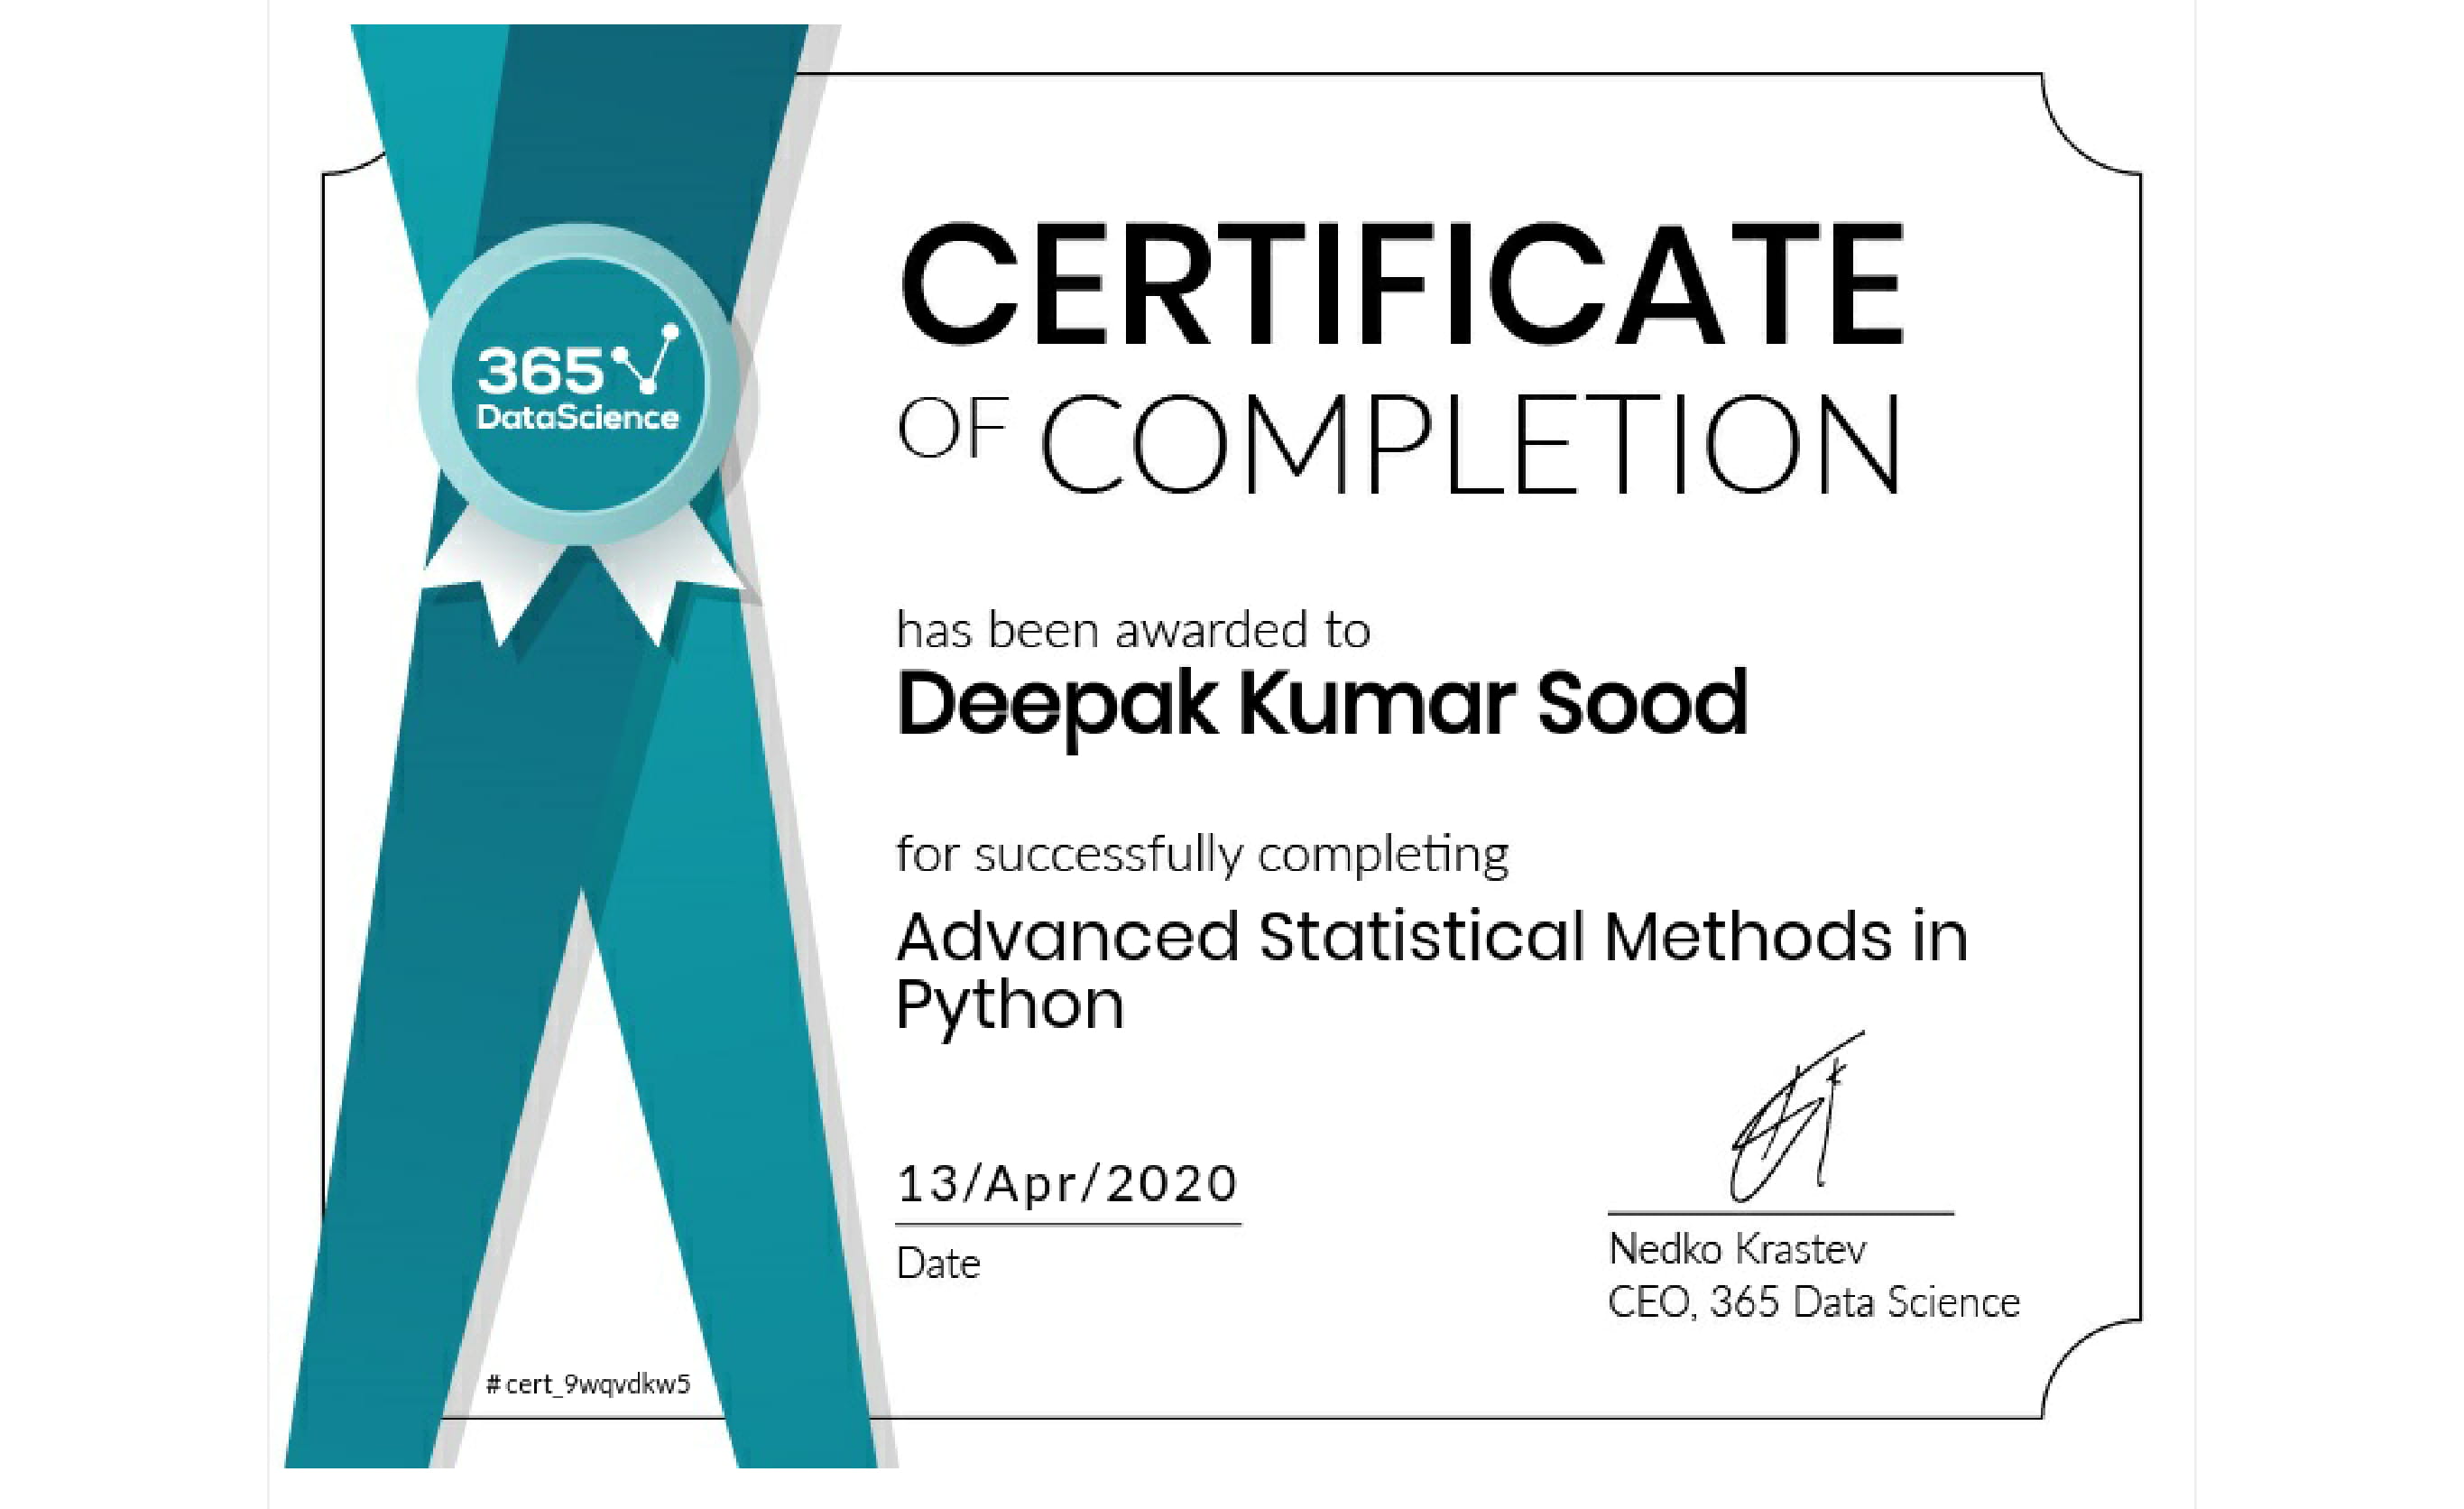 365
DataScience
CERTIFICATE
OF COMPLETION
has been awarded to
Deepak Kumar Sood
for successfully completing
Advanced Statistical Methods in
Python
13/Apr/2020
Date
Nedko Krastev
CEO, 365 Data Science
#cert_9wqvdkw5